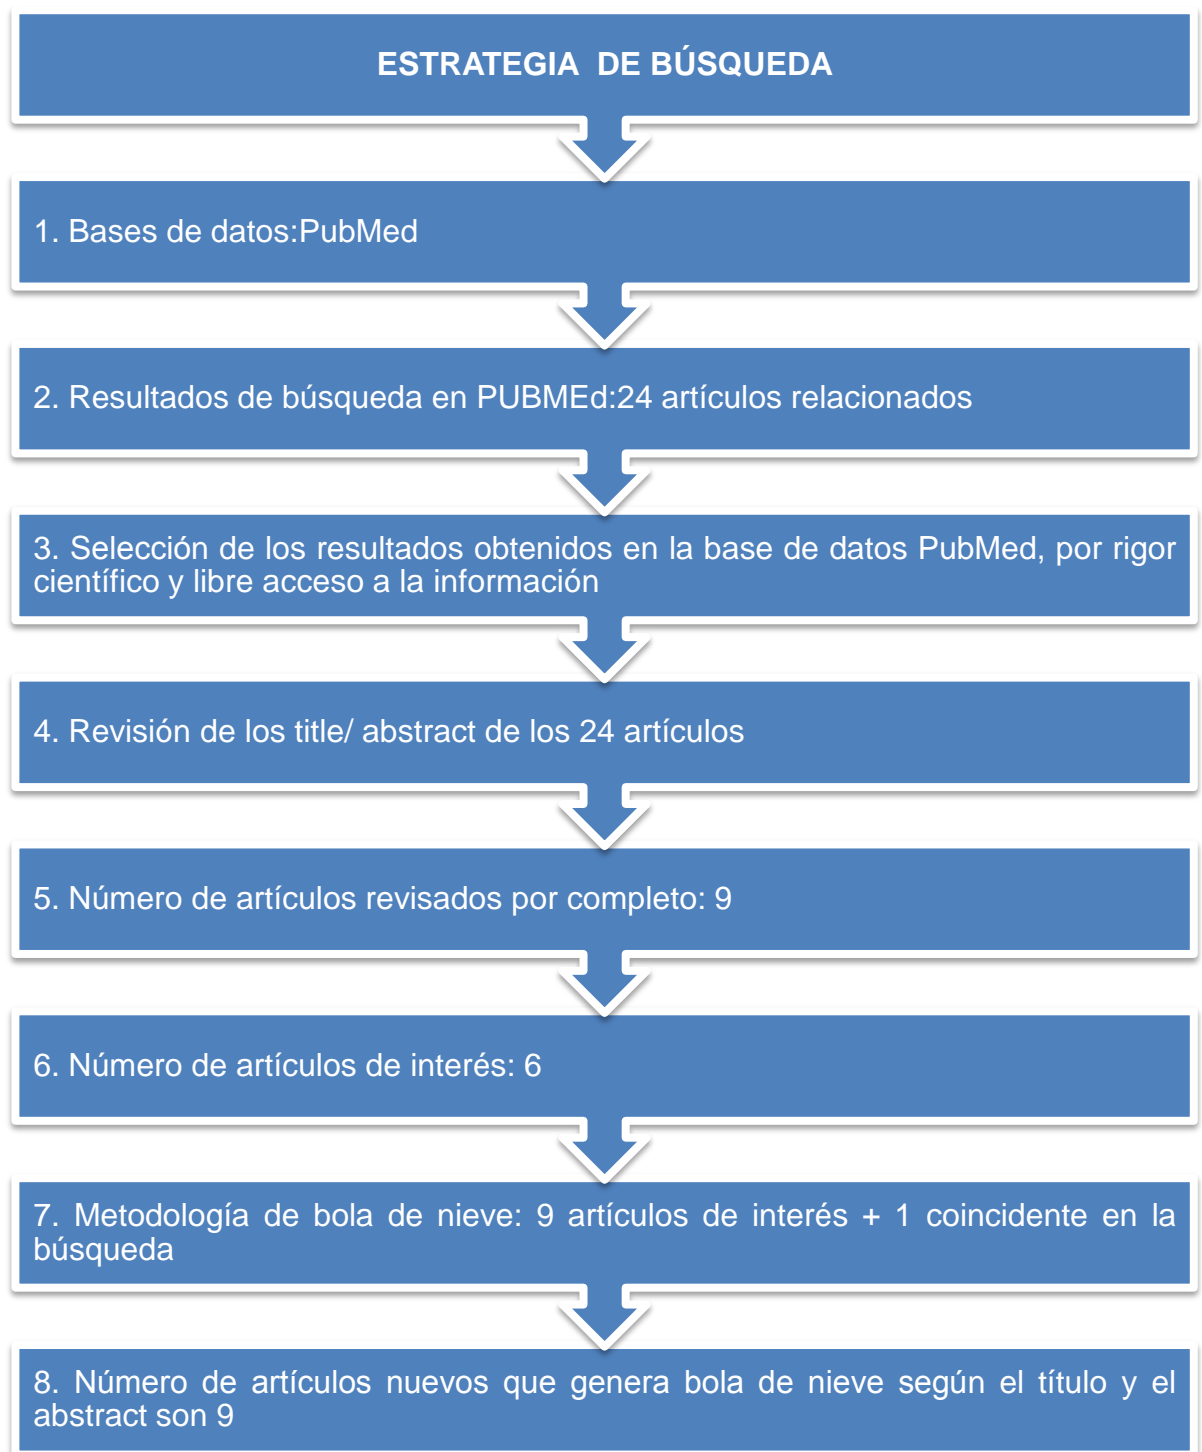 ESTRATEGIA  DE BÚSQUEDA
1. Bases de datos:PubMed
2. Resultados de búsqueda en PUBMEd:24 artículos relacionados
3. Selección de los resultados obtenidos en la base de datos PubMed, por rigor
científico y libre acceso a la información
4. Revisión de los title/ abstract de los 24 artículos
5. Número de artículos revisados por completo: 9
6. Número de artículos de interés: 6
7. Metodología de bola de nieve: 9 artículos de interés + 1 coincidente en la
búsqueda
8. Número de artículos nuevos que genera bola de nieve según el título y el
abstract son 9